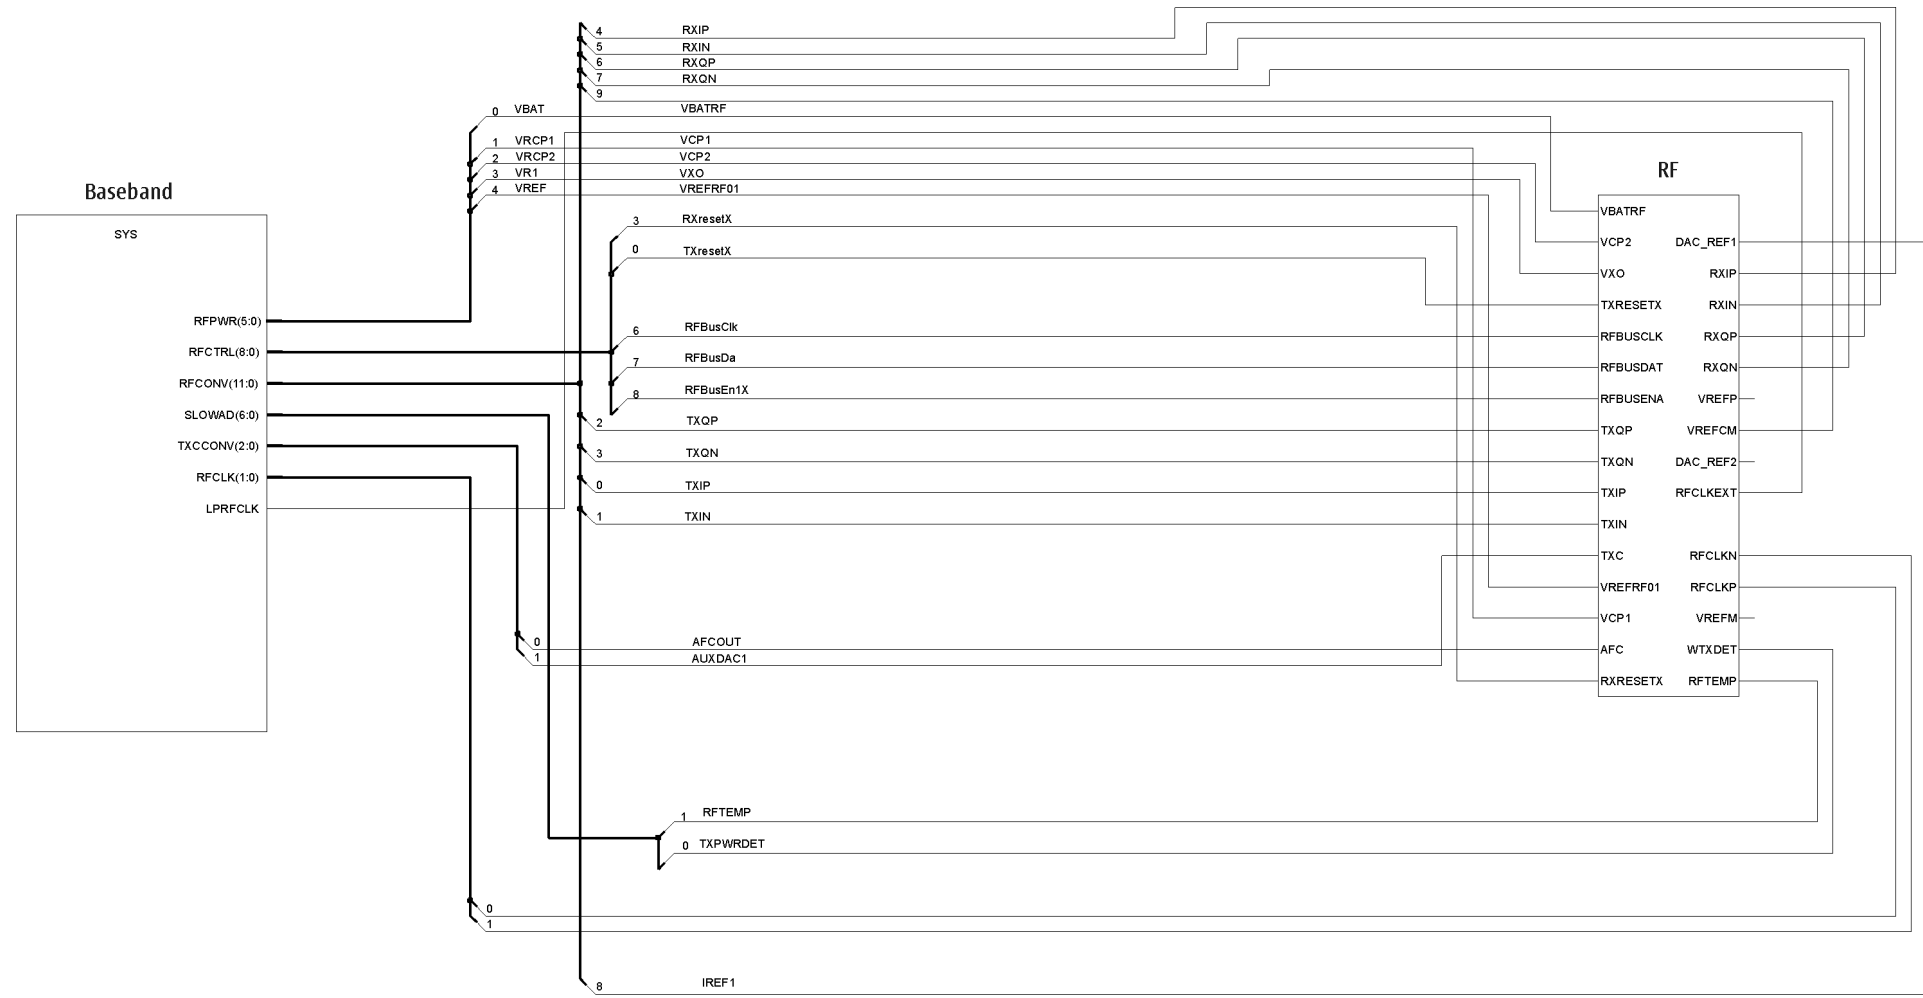 4 RXIP
5 RXIN
6 RXQP
7 RXQN
9
0 VBAT VBATRF
1 VRCP1 VCP1
2 VRCP2 VCP2
3 VR1 VXO
4 VREF VREFRF01
Baseband
SYS
RFPWR(5:0)
RFCTRL(8:0)
RFCONV(11:0)
SLOWAD(6:0)
TXCCONV(2:0)
RFCLK(1:0)
LPRFCLK
3 RXresetX
0 TXresetX
6 RFBusClk
7 RFBusDa
8 RFBusEn1X
2 TXQP
3 TXQN
0 TXIP
1 TXIN
0 AFCOUT
1 AUXDAC1
1 RFTEMP
0 TXPWRDET
0
1
8 IREF1
RF
VBATRF
VCP2 DAC_REF1
VXO RXIP
TXRESETX RXIN
RFBUSCLK RXQP
RFBUSDAT RXQN
RFBUSENA VREFP
TXQP VREFCM
TXQN DAC_REF2
TXIP RFCLKEXT
TXIN
TXC RFCLKN
VREFRF01 RFCLKP
VCP1 VREFM
AFC WTXDET
RXRESETX RFTEMP